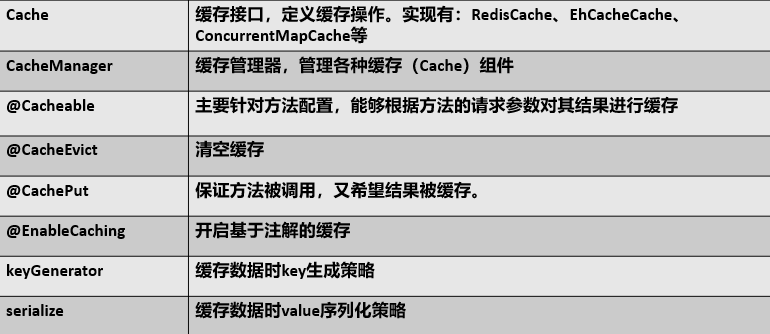 Cache
缓存接口，定义缓存操作。实现有：RedisCache、EhCacheCache、
ConcurrentMapCache等
CacheManager
缓存管理器，管理各种缓存（Cache）组件
@Cacheable
主要针对方法配置，能够根据方法的请求参数对其结果进行缓存
@CacheEvict
清空缓存
@CachePut
保证方法被调用，又希望结果被缓存。
@EnableCaching
开启基于注解的缓存
keyGenerator
缓存数据时key生成策略
serialize
缓存数据时value序列化策略